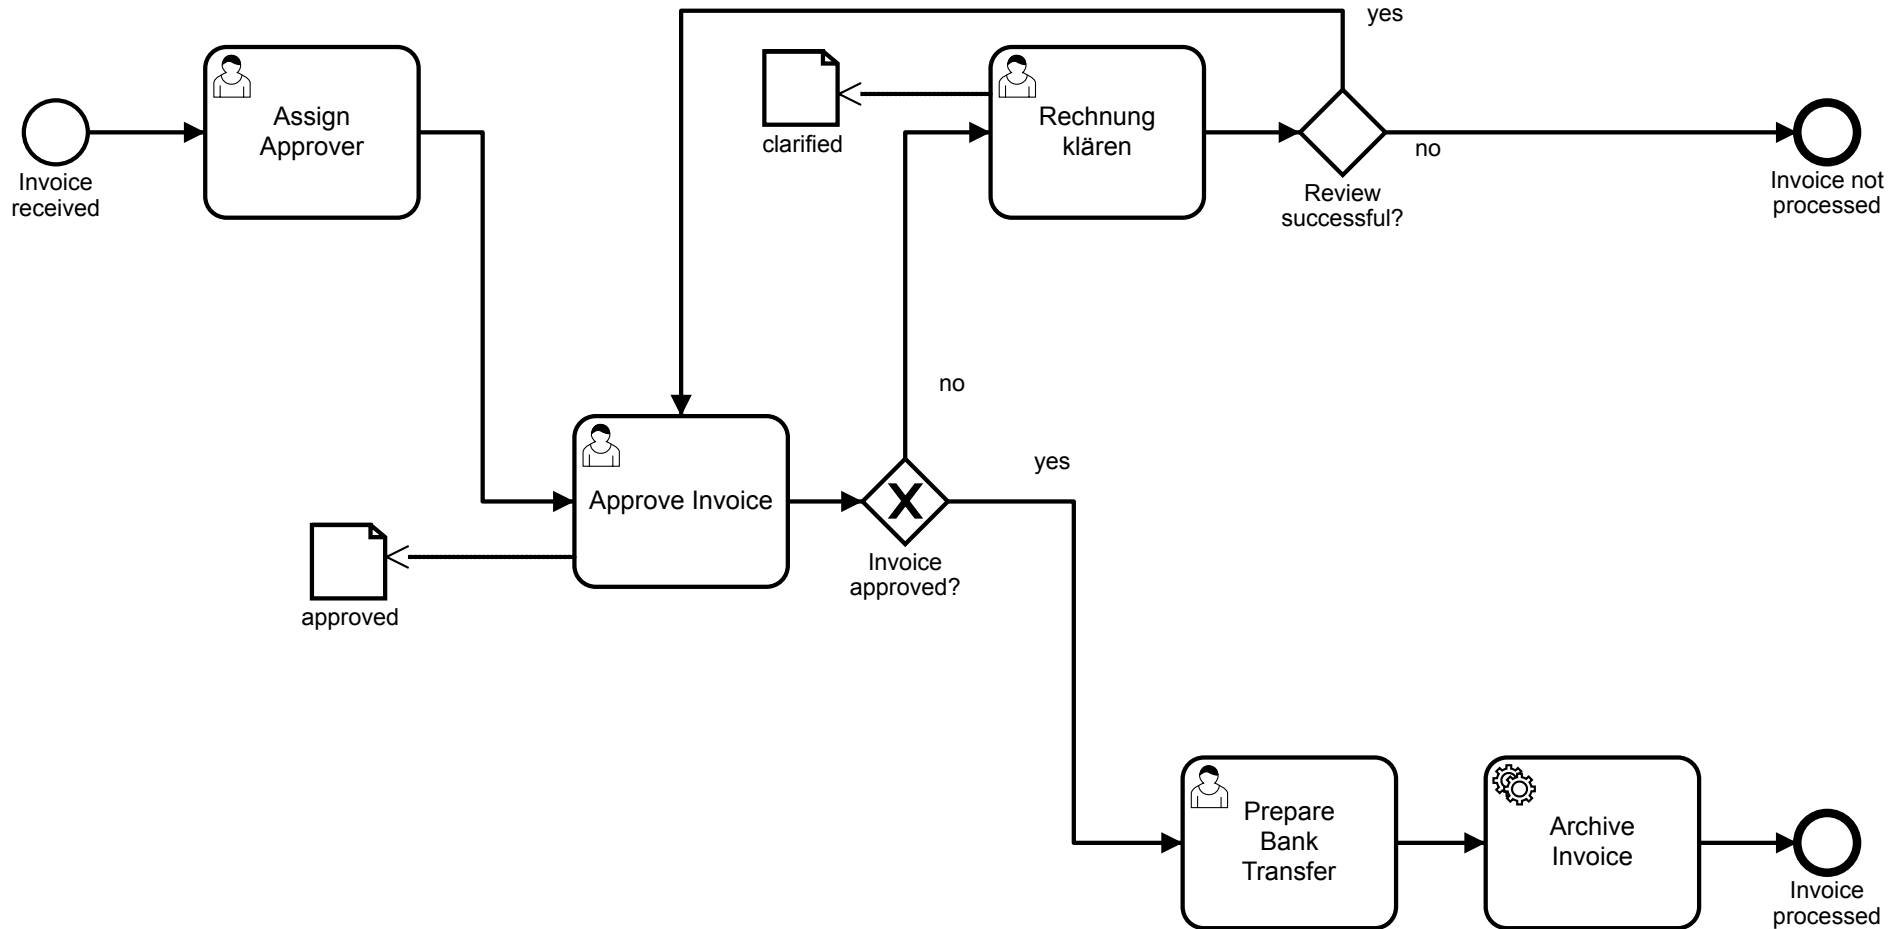 yes
Assign
Approver
Rechnung
klären
clarified
no
Invoice
received
Review
successful?
Invoice not
processed
no
yes
Approve Invoice
X
Invoice
approved?
approved
Prepare
Bank
Transfer
Archive
Invoice
Invoice
processed